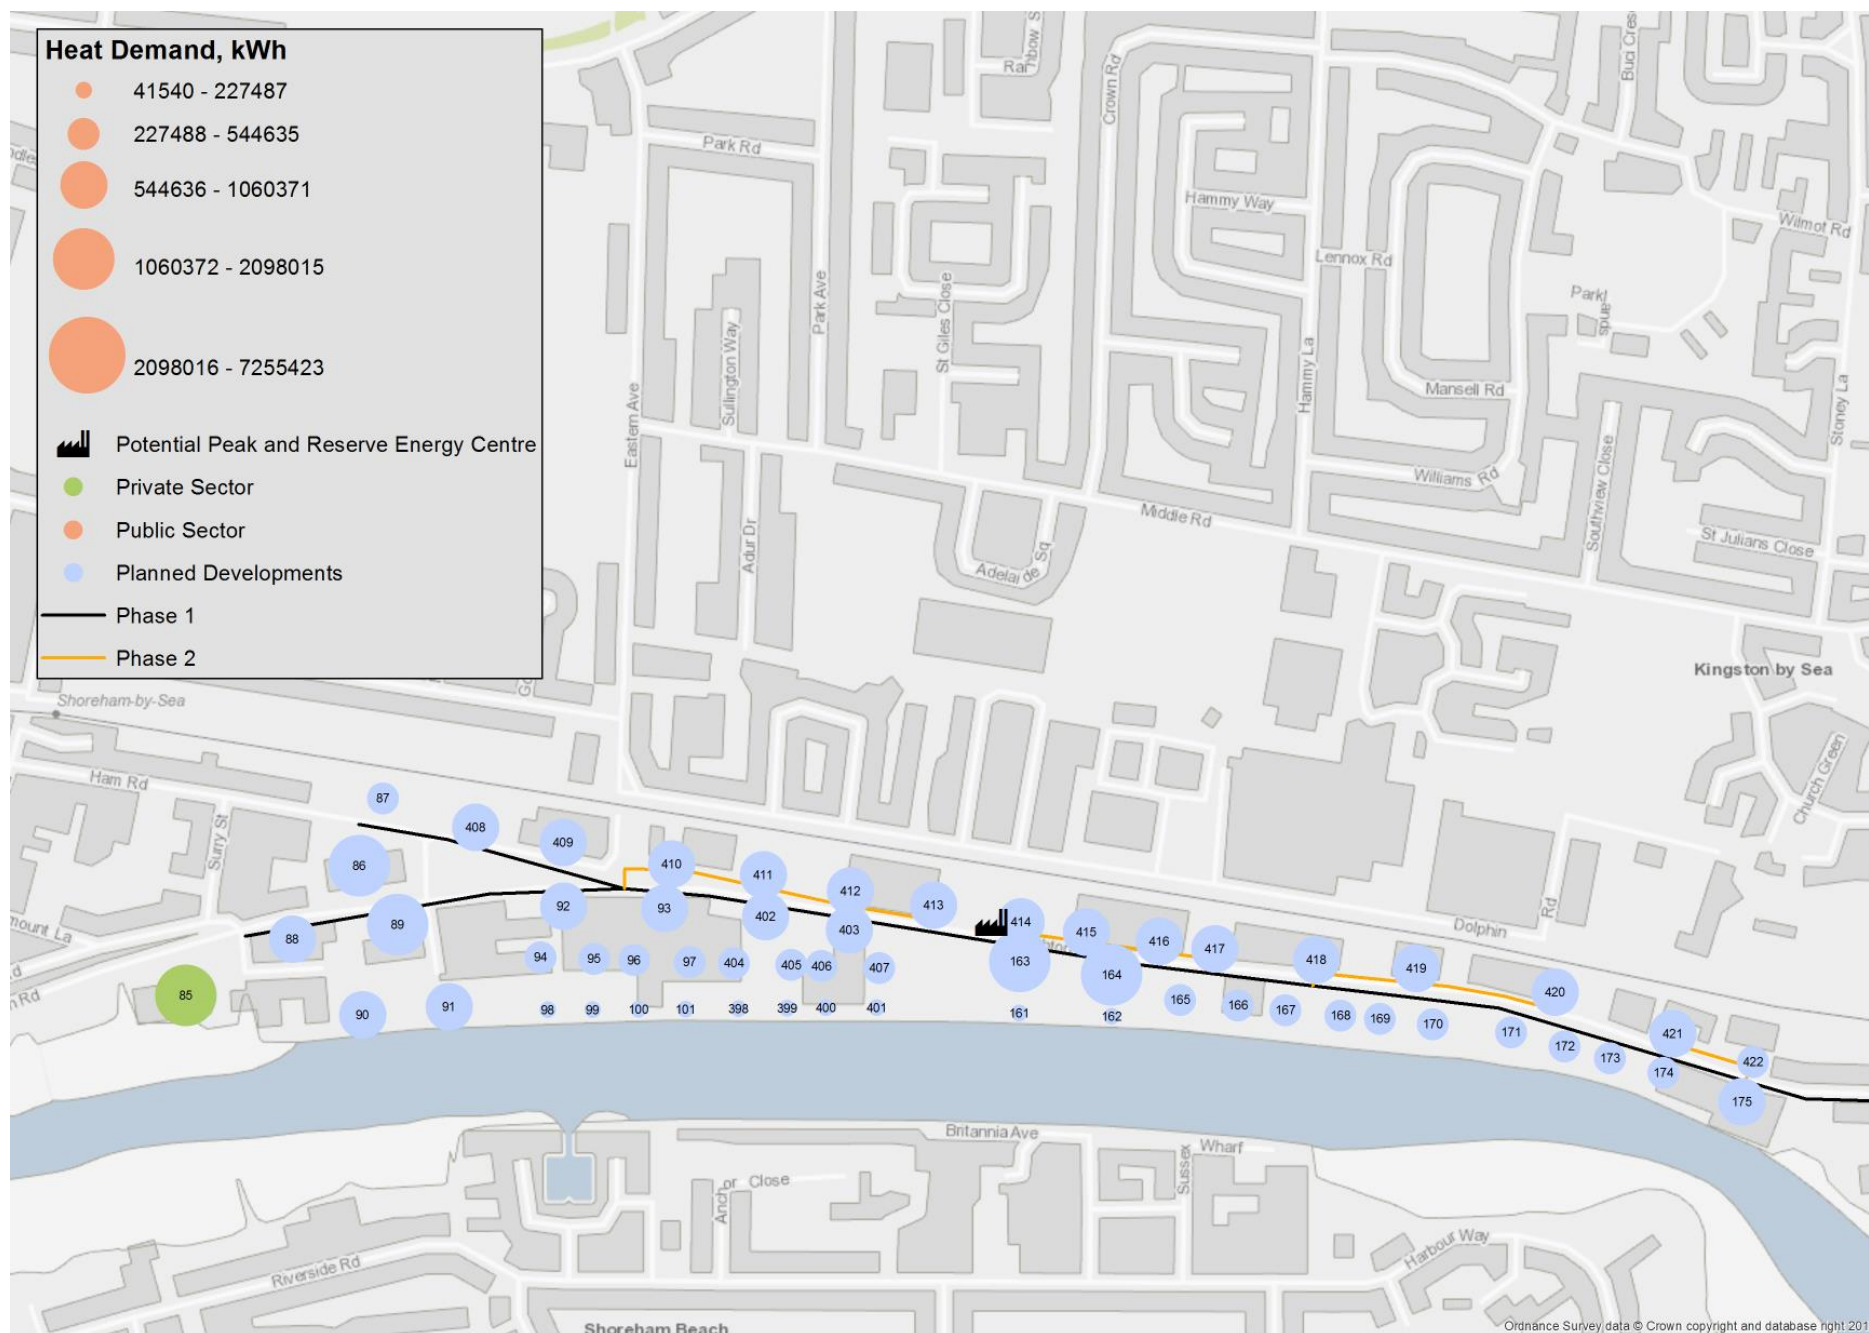 Heat Demand, kWh
41540 - 227487
227488 - 544635
544636 - 1060371
1060372 - 2098015
2098016 - 7255423
Potential Peak and Reserve Energy Centre
Private Sector
Public Sector
Planned Developments
Phase 1
Phase 2
Crown Rd
Park Rd
Hammy Way
Wilmot Rd
Lennox Rd
Park Ave
St Giles Close
Sullington Way
Eastern Ave
Hammy La
Mansell Rd
Stoney La
Williams Rd
Southview Close
Middle Rd
Adur Dr
Adelaide Sq
St Julians Close
Kingston by Sea
Shoreham-by-Sea
Church Green
Ham Rd
Surry St
Dolphin Rd
87
408
409
86
410
411
412
413
88
89
92
93
402
403
414
415
416
417
418
419
420
421
422
94
95
96
97
404
405
406
407
163
164
165
166
167
168
169
170
171
172
173
174
175
85
90
91
98
99
100
101
398
399
400
401
161
162
Britannia Ave
Sussex Wharf
Anchor Close
Harbour Way
Riverside Rd
Shoreham Beach
Ordnance Survey data © Crown copyright and database right 201